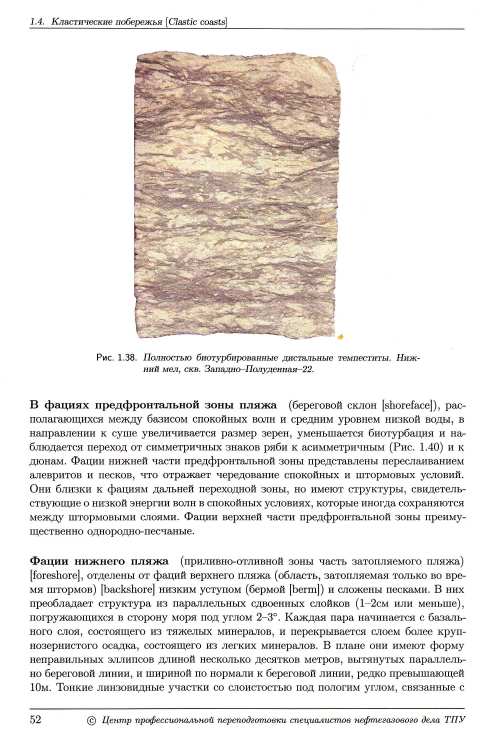 1.4. Кластические побережья [Clastic coasts]
Рис. 1.38. Полностью биотурбированные дистальные темпеститы. Ниж-
ний мел, скв. Западно–Полуденная–22.
В фациях предфронтальной зоны пляжа (береговой склон [shoreface]), рас-
полагающихся между базисом спокойных волн и средним уровнем низкой воды, в
направлении к суше увеличивается размер зерен, уменьшается биотурбация и на-
блюдается переход от симметричных знаков ряби к асимметричным (Рис. 1.40) и к
дюнам. Фации нижней части предфронтальной зоны представлены переслаиванием
алевритов и песков, что отражает чередование спокойных и штормовых условий.
Они близки к фациям дальней переходной зоны, но имеют структуры, свидетель-
ствующие о низкой энергии волн в спокойных условиях, которые иногда сохраняются
между штормовыми слоями. Фации верхней части предфронтальной зоны преиму-
щественно однородно-песчаные.
Фации нижнего пляжа (приливно-отливной зоны часть затопляемого пляжа)
[foreshore], отделены от фаций верхнего пляжа (область, затопляемая только во вре-
мя штормов) [backshore] низким уступом (бермой [berm]) и сложены песками. В них
преобладает структура из параллельных сдвоенных слойков (1–2см или меньше),
погружающихся в сторону моря под углом 2–3°. Каждая пара начинается с базаль-
ного слоя, состоящего из тяжелых минералов, и перекрывается слоем более круп-
нозернистого осадка, состоящего из легких минералов. В плане они имеют форму
неправильных эллипсов длиной несколько десятков метров, вытянутых параллель-
но береговой линии, и шириной по нормали к береговой линии, редко превышающей
10м. Тонкие линзовидные участки со слоистостью под пологим углом, связанные с
52 © Центр профессиональной переподготовки специалистов нефтегазового дела ТПУ